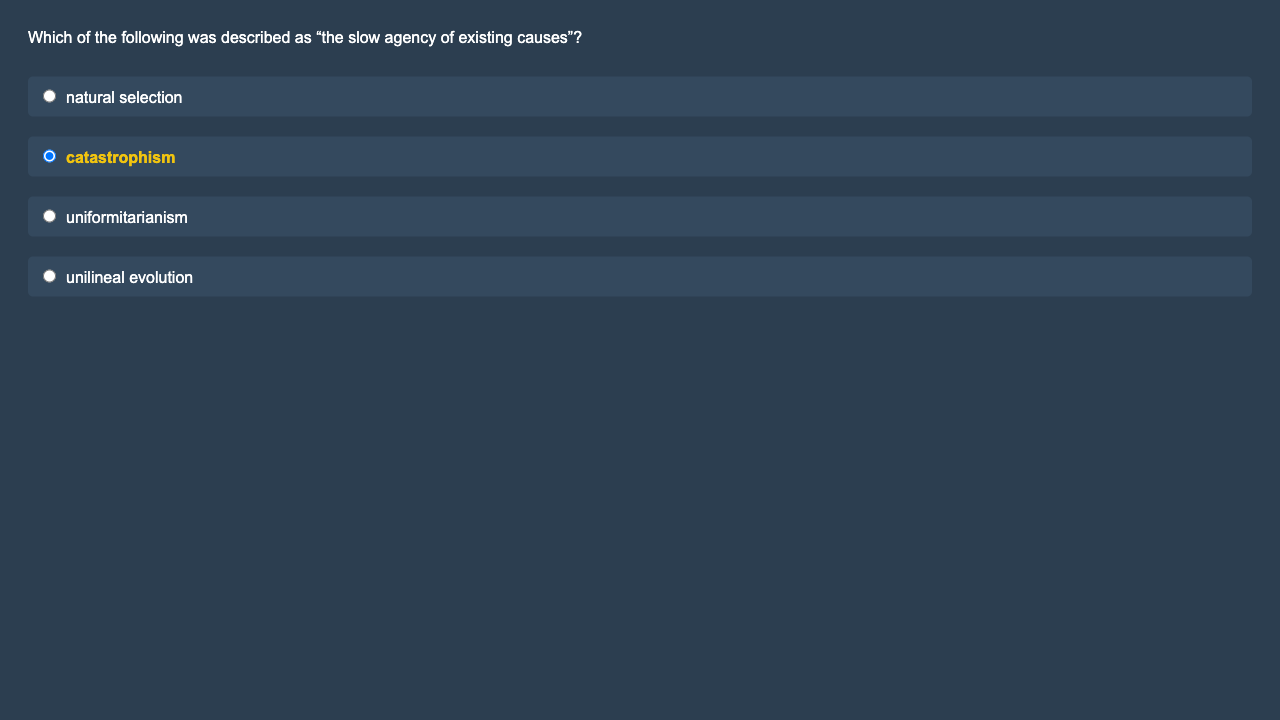 Which of the following was described as “the slow agency of existing causes”?
natural selection
catastrophism
uniformitarianism
unilineal evolution